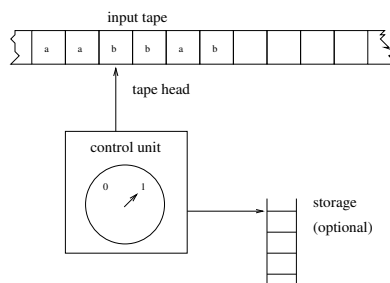 input tape
a a b b a b
tape head
control unit
0 1
storage
(optional)